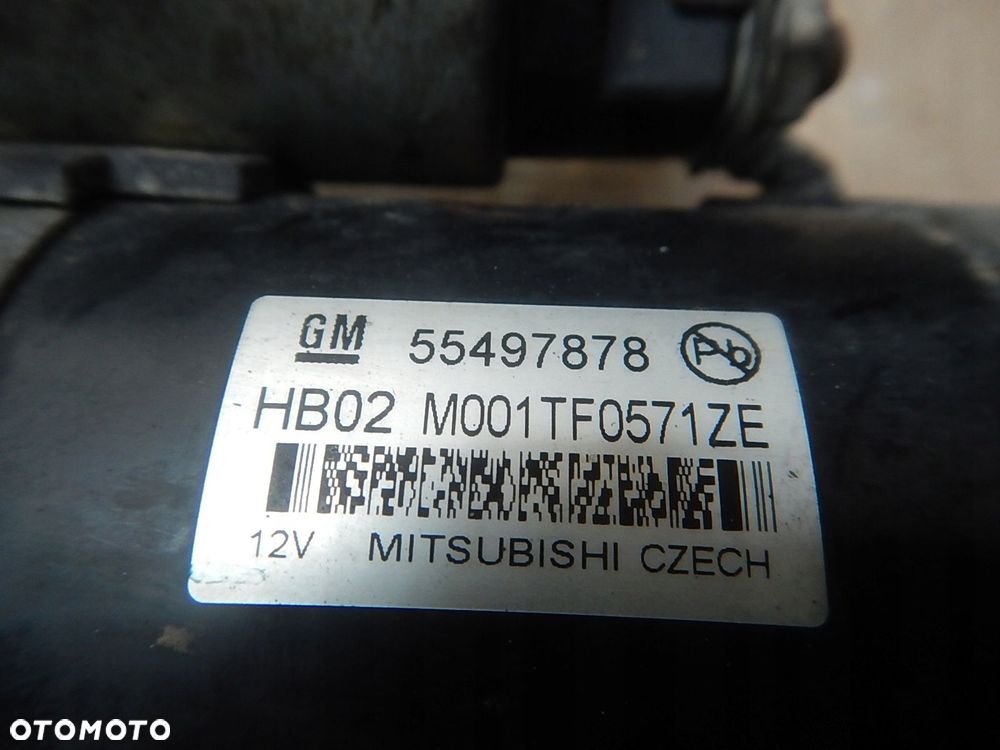 GM 55497878 Pb
HB02 M001TF0571ZE
12V MITSUBISHI CZECH
OTOMOTO